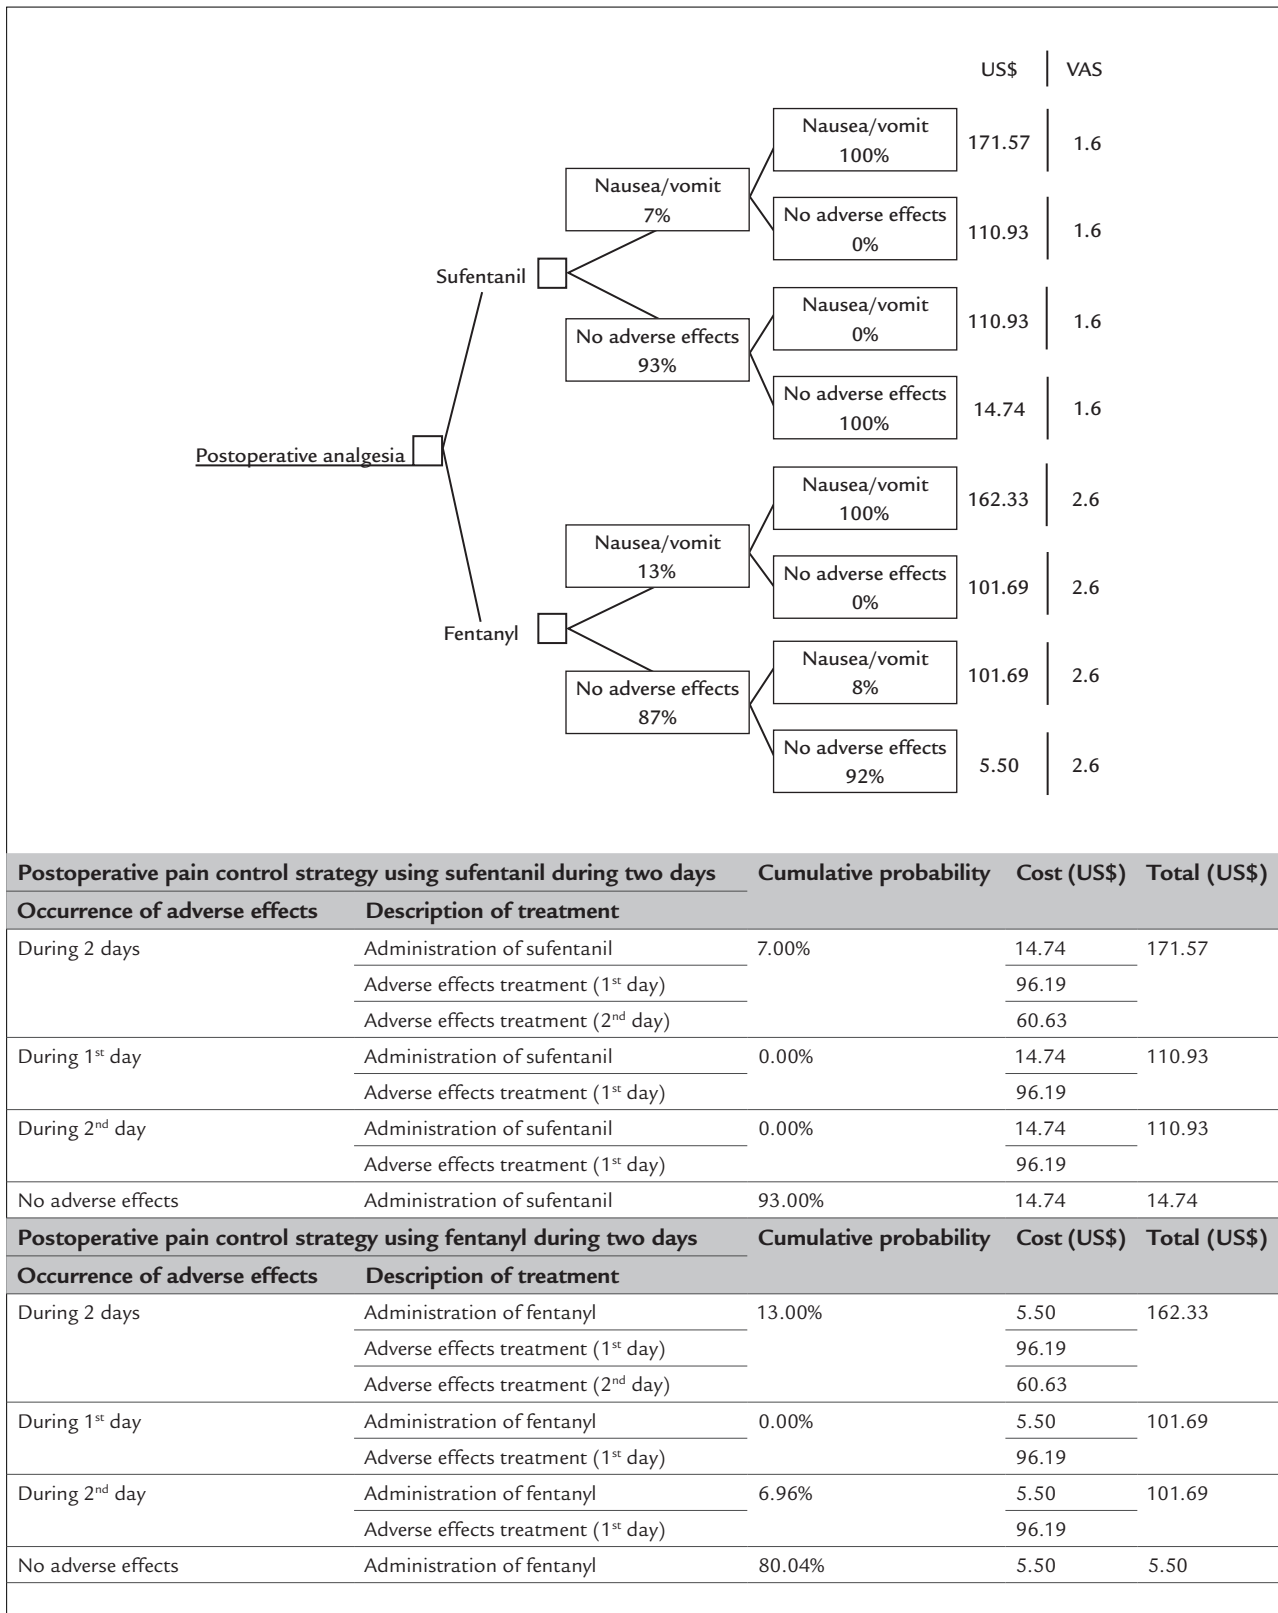 US$ VAS
Nausea/vomit
100%
171.57 1.6
Nausea/vomit
7%
No adverse effects
0%
110.93 1.6
Sufentanil
Nausea/vomit
0%
110.93 1.6
No adverse effects
93%
No adverse effects
100%
14.74 1.6
Postoperative analgesia
Nausea/vomit
100%
162.33 2.6
Nausea/vomit
13%
No adverse effects
0%
101.69 2.6
Fentanyl
Nausea/vomit
8%
101.69 2.6
No adverse effects
87%
No adverse effects
92%
5.50 2.6
Postoperative pain control strategy using sufentanil during two days Cumulative probability Cost (US$) Total (US$)
Occurrence of adverse effects Description of treatment
During 2 days Administration of sufentanil 7.00% 14.74 171.57
Adverse effects treatment (1st day) 96.19
Adverse effects treatment (2nd day) 60.63
During 1st day Administration of sufentanil 0.00% 14.74 110.93
Adverse effects treatment (1st day) 96.19
During 2nd day Administration of sufentanil 0.00% 14.74 110.93
Adverse effects treatment (1st day) 96.19
No adverse effects Administration of sufentanil 93.00% 14.74 14.74
Postoperative pain control strategy using fentanyl during two days Cumulative probability Cost (US$) Total (US$)
Occurrence of adverse effects Description of treatment
During 2 days Administration of fentanyl 13.00% 5.50 162.33
Adverse effects treatment (1st day) 96.19
Adverse effects treatment (2nd day) 60.63
During 1st day Administration of fentanyl 0.00% 5.50 101.69
Adverse effects treatment (1st day) 96.19
During 2nd day Administration of fentanyl 6.96% 5.50 101.69
Adverse effects treatment (1st day) 96.19
No adverse effects Administration of fentanyl 80.04% 5.50 5.50